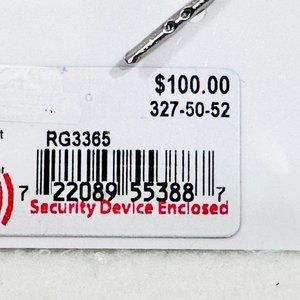 $100.00
327-50-52
RG3365
7 22089 55388 7
Security Device Enclosed